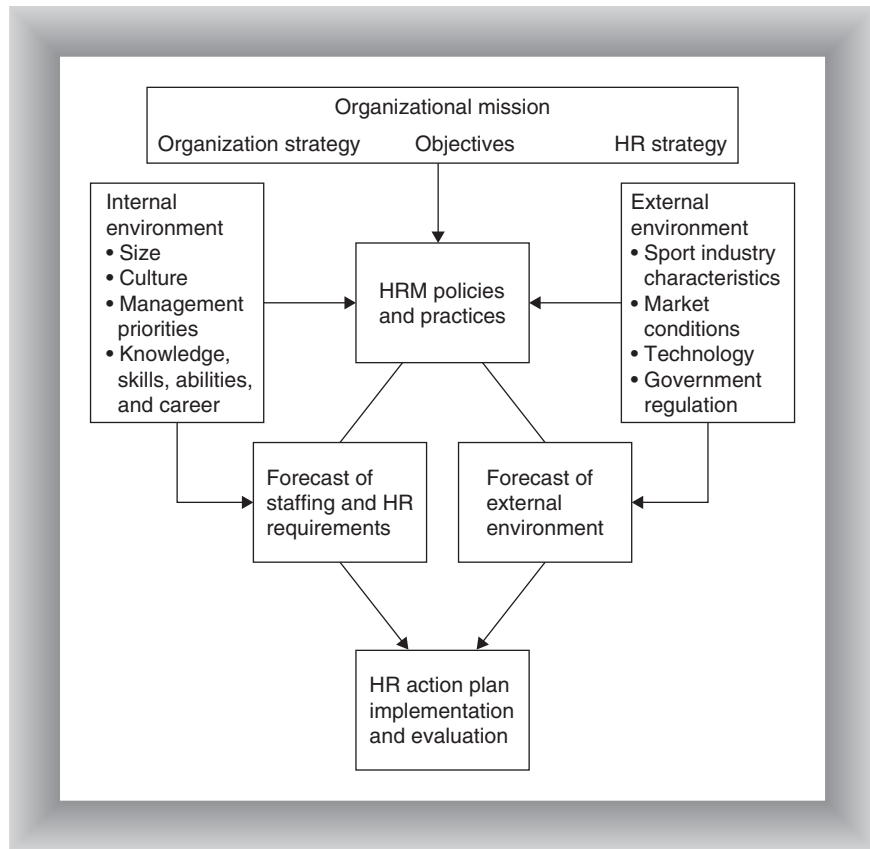 Organizational mission
Organization strategy Objectives HR strategy
Internal
environment
• Size
• Culture
• Management
priorities
• Knowledge,
skills, abilities,
and career
HRM policies
and practices
External
environment
• Sport industry
characteristics
• Market
conditions
• Technology
• Government
regulation
Forecast of
staffing and HR
requirements
Forecast of
external
environment
HR action plan
implementation
and evaluation